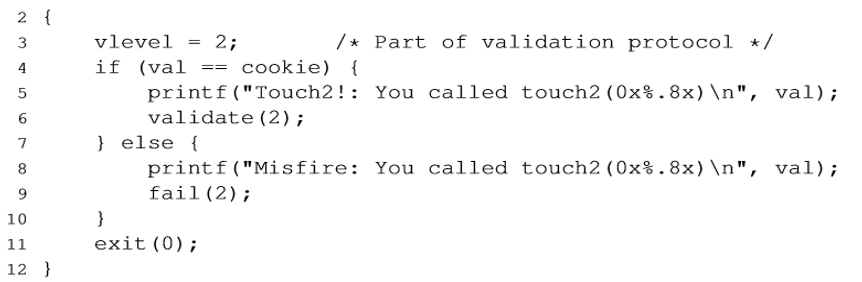 2 {
3     vlevel = 2;       /* Part of validation protocol */
4     if (val == cookie) {
5         printf("Touch2!: You called touch2(0x%.8x)\n", val);
6         validate(2);
7     } else {
8         printf("Misfire: You called touch2(0x%.8x)\n", val);
9         fail(2);
10     }
11     exit(0);
12 }